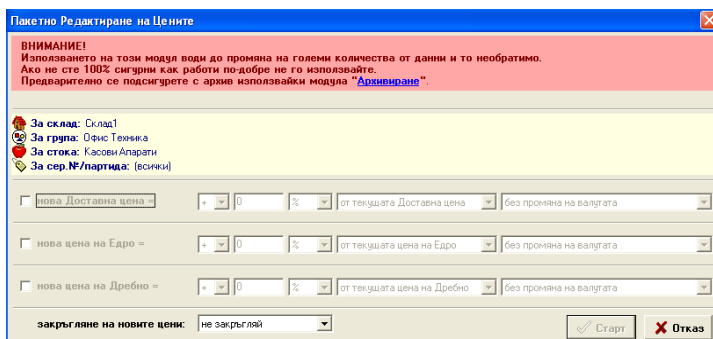 Пакетно Редактиране на Цените
ВНИМАНИЕ!
Използването на този модул води до промяна на големи количества от данни и то необратимо.
Ако не сте 100% сигурни как работи по-добре не го използвайте.
Предварително се подсигурете с архив използвайки модула "Архивиране".
За склад: Склад1
За група: Офис Техника
За стока: Касови Апарати
За сер.№/партида: (всички)
нова Доставна цена = + 0 % от текущата Доставна цена без промяна на валутата
нова цена на Едро = + 0 % от текущата цена на Едро без промяна на валутата
нова цена на Дребно = + 0 % от текущата цена на Дребно без промяна на валутата
закръгляне на новите цени: не закръгляй Старт Отказ